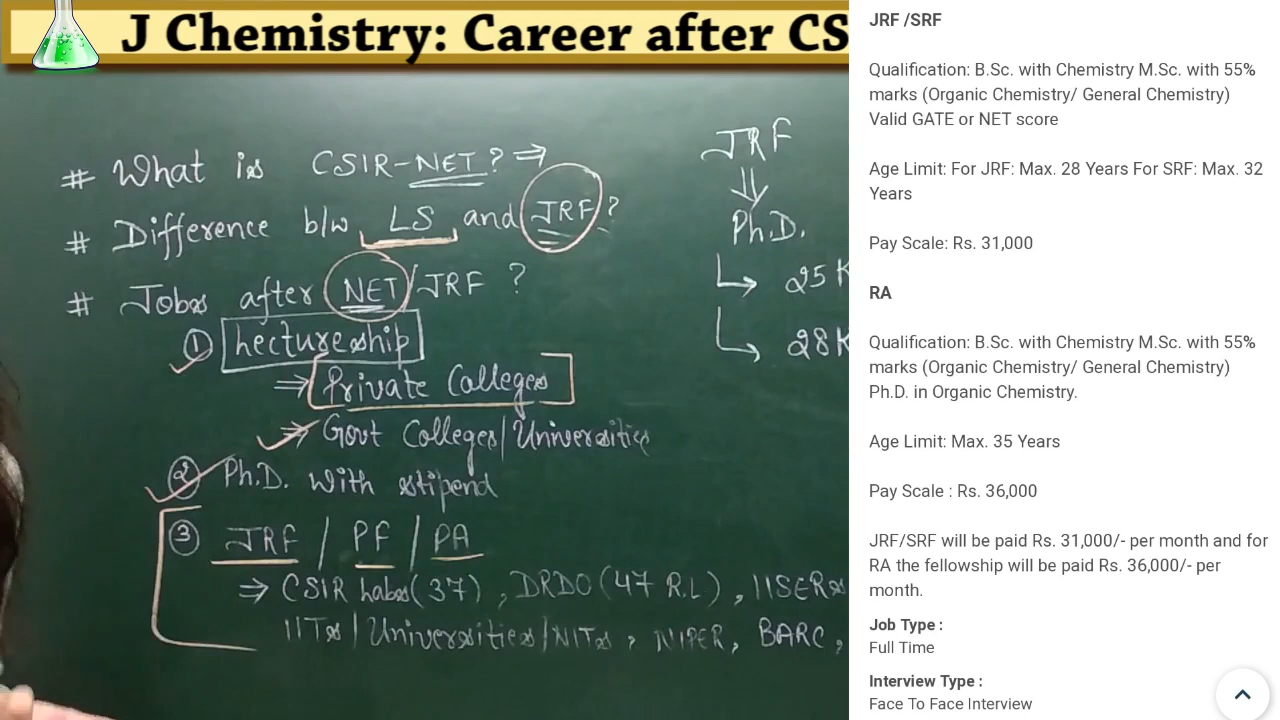 J Chemistry: Career after CS
# What is CSIR-NET? ⇒
# Difference b/w LS and JRF?
# Jobs after NET/JRF ?
① Lectureship
⇒ Private Colleges
⇒ Govt Colleges/Universities
② Ph.D. With stipend
③ JRF / PF / PA
⇒ CSIR Labs(37), DRDO(47 R.L), IISERs
IITs/Universities/NITs, NIPER, BARC,
JRF
⇓
Ph.D.
↳ 25K
↳ 28K
JRF /SRF
Qualification: B.Sc. with Chemistry M.Sc. with 55%
marks (Organic Chemistry/ General Chemistry)
Valid GATE or NET score
Age Limit: For JRF: Max. 28 Years For SRF: Max. 32
Years
Pay Scale: Rs. 31,000
RA
Qualification: B.Sc. with Chemistry M.Sc. with 55%
marks (Organic Chemistry/ General Chemistry)
Ph.D. in Organic Chemistry.
Age Limit: Max. 35 Years
Pay Scale : Rs. 36,000
JRF/SRF will be paid Rs. 31,000/- per month and for
RA the fellowship will be paid Rs. 36,000/- per
month.
Job Type :
Full Time
Interview Type :
Face To Face Interview